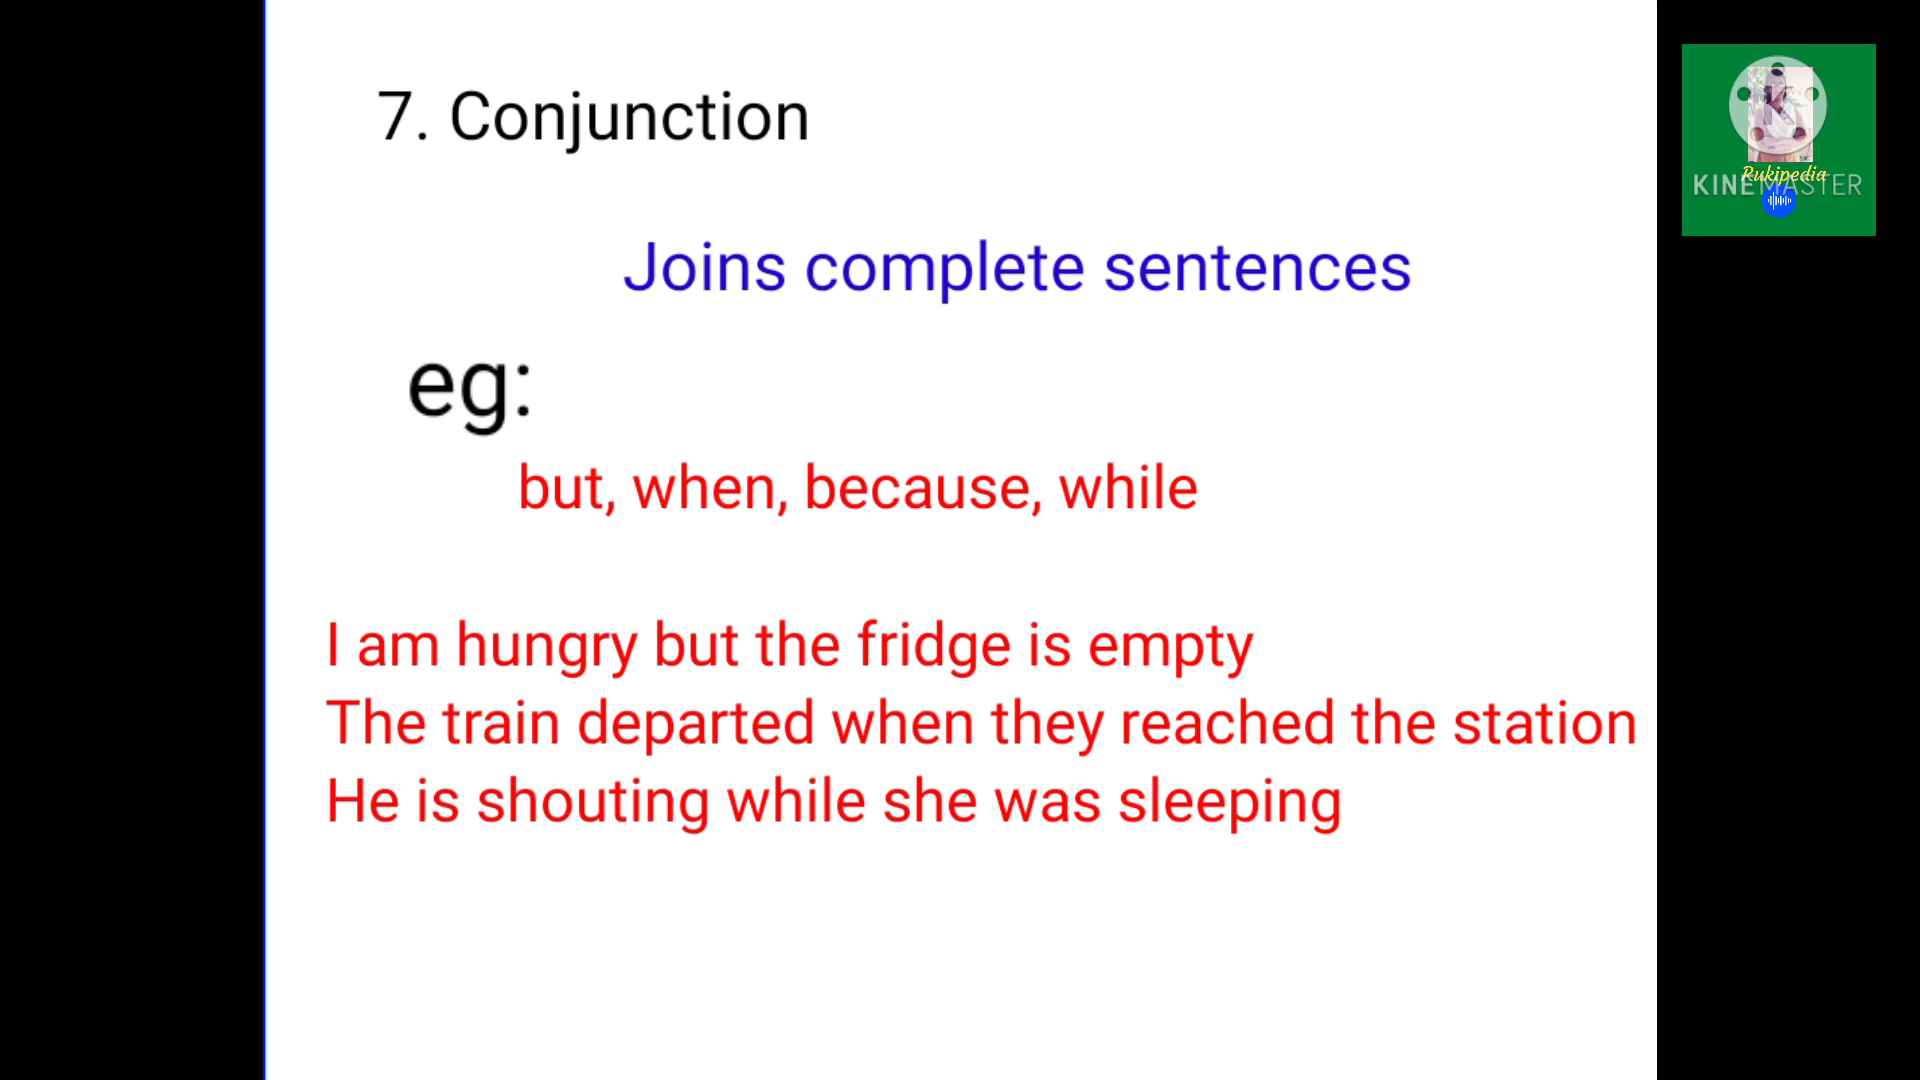 7. Conjunction
Joins complete sentences
eg:
but, when, because, while
I am hungry but the fridge is empty
The train departed when they reached the station
He is shouting while she was sleeping
Rukipedia
KINEMASTER